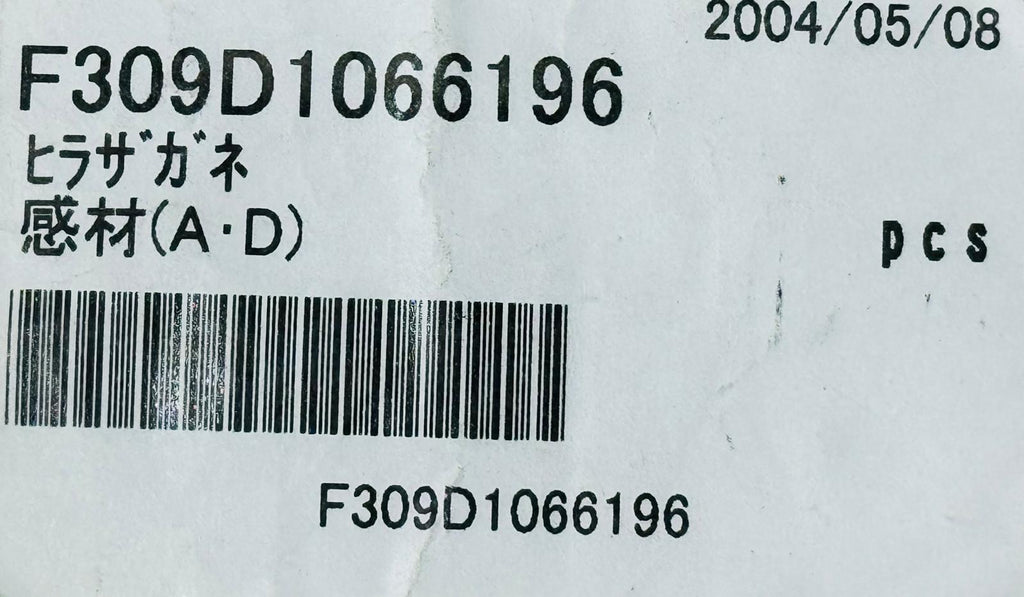 2004/05/08
F309D1066196
ﾋﾗｻﾞｶﾞﾈ
感材(A･D)
pcs
F309D1066196